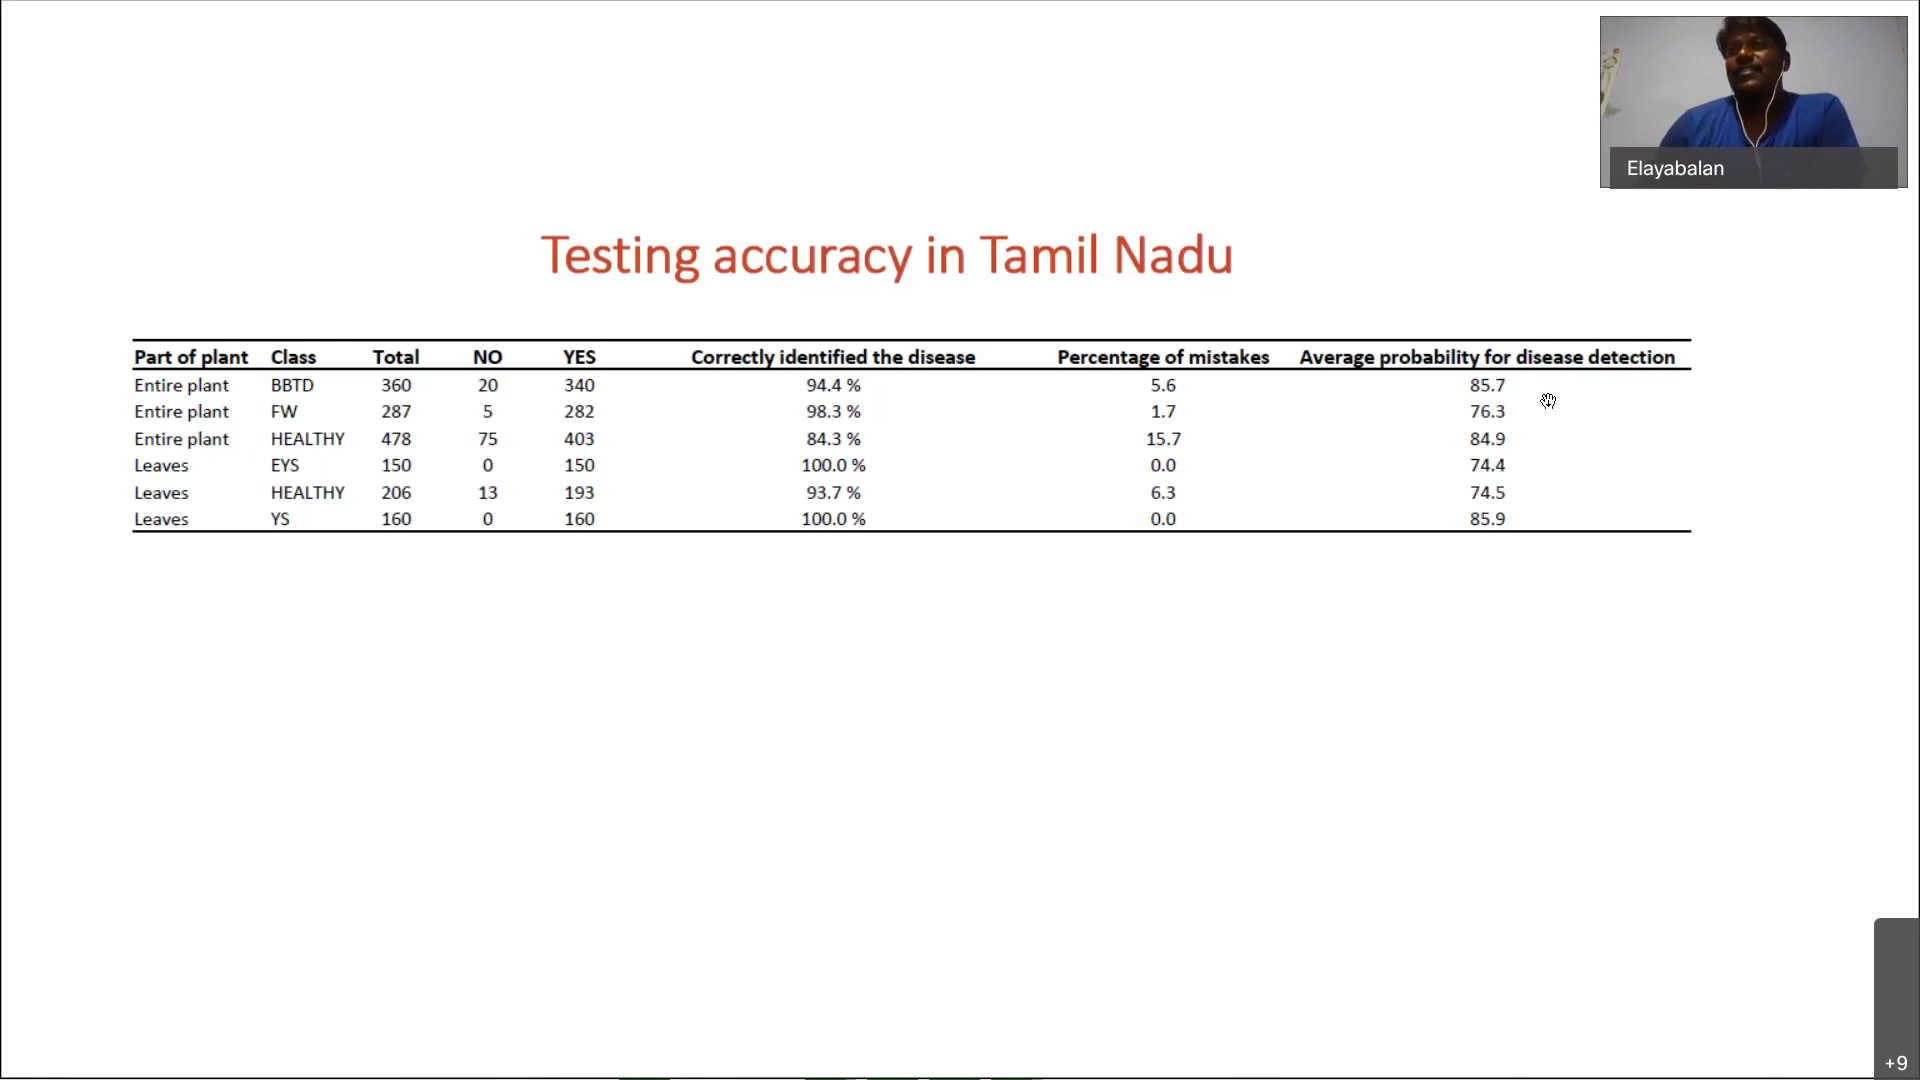 Elayabalan
Testing accuracy in Tamil Nadu
Part of plant Class Total NO YES Correctly identified the disease Percentage of mistakes Average probability for disease detection
Entire plant BBTD 360 20 340 94.4 % 5.6 85.7
Entire plant FW 287 5 282 98.3 % 1.7 76.3
Entire plant HEALTHY 478 75 403 84.3 % 15.7 84.9
Leaves EYS 150 0 150 100.0 % 0.0 74.4
Leaves HEALTHY 206 13 193 93.7 % 6.3 74.5
Leaves YS 160 0 160 100.0 % 0.0 85.9
+9